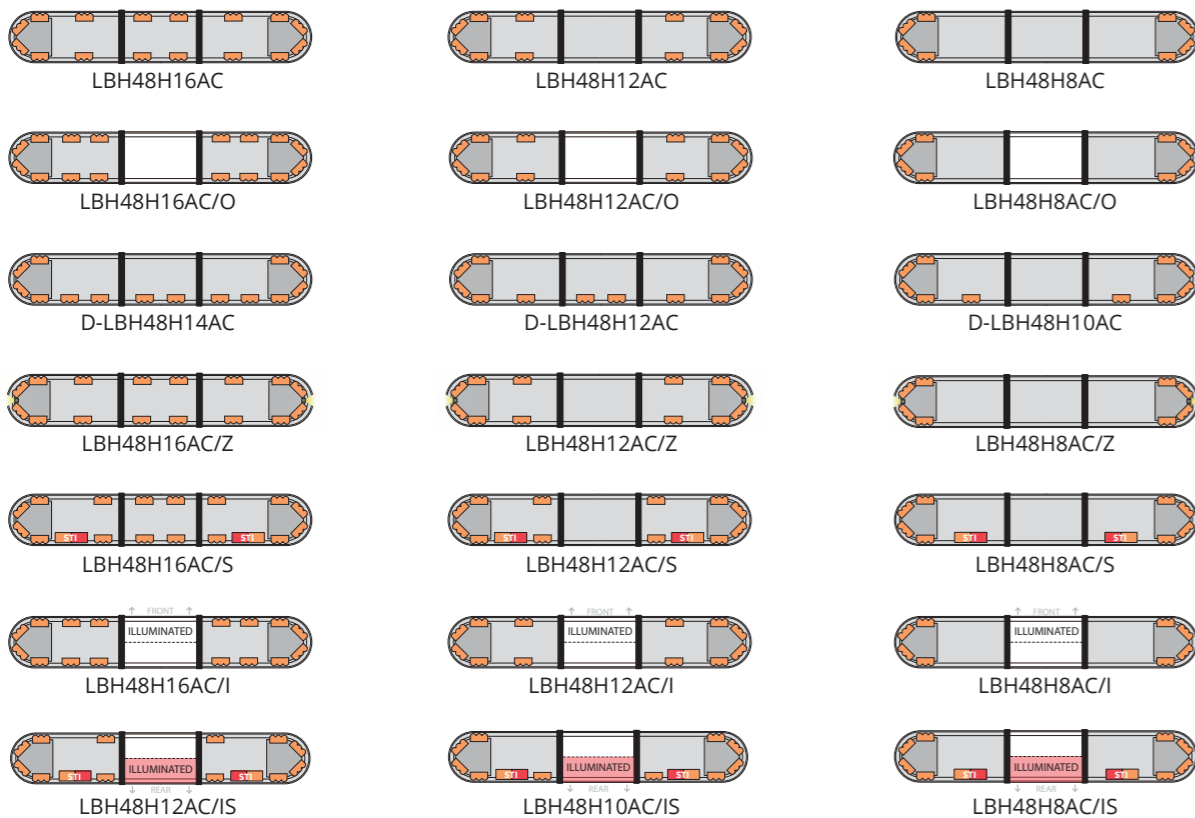 LBH48H16AC
LBH48H12AC
LBH48H8AC
LBH48H16AC/O
LBH48H12AC/O
LBH48H8AC/O
D-LBH48H14AC
D-LBH48H12AC
D-LBH48H10AC
LBH48H16AC/Z
LBH48H12AC/Z
LBH48H8AC/Z
STI
STI
LBH48H16AC/S
STI
STI
LBH48H12AC/S
STI
STI
LBH48H8AC/S
FRONT
ILLUMINATED
LBH48H16AC/I
FRONT
ILLUMINATED
LBH48H12AC/I
FRONT
ILLUMINATED
LBH48H8AC/I
STI
ILLUMINATED
STI
REAR
LBH48H12AC/IS
STI
ILLUMINATED
STI
REAR
LBH48H10AC/IS
STI
ILLUMINATED
STI
REAR
LBH48H8AC/IS